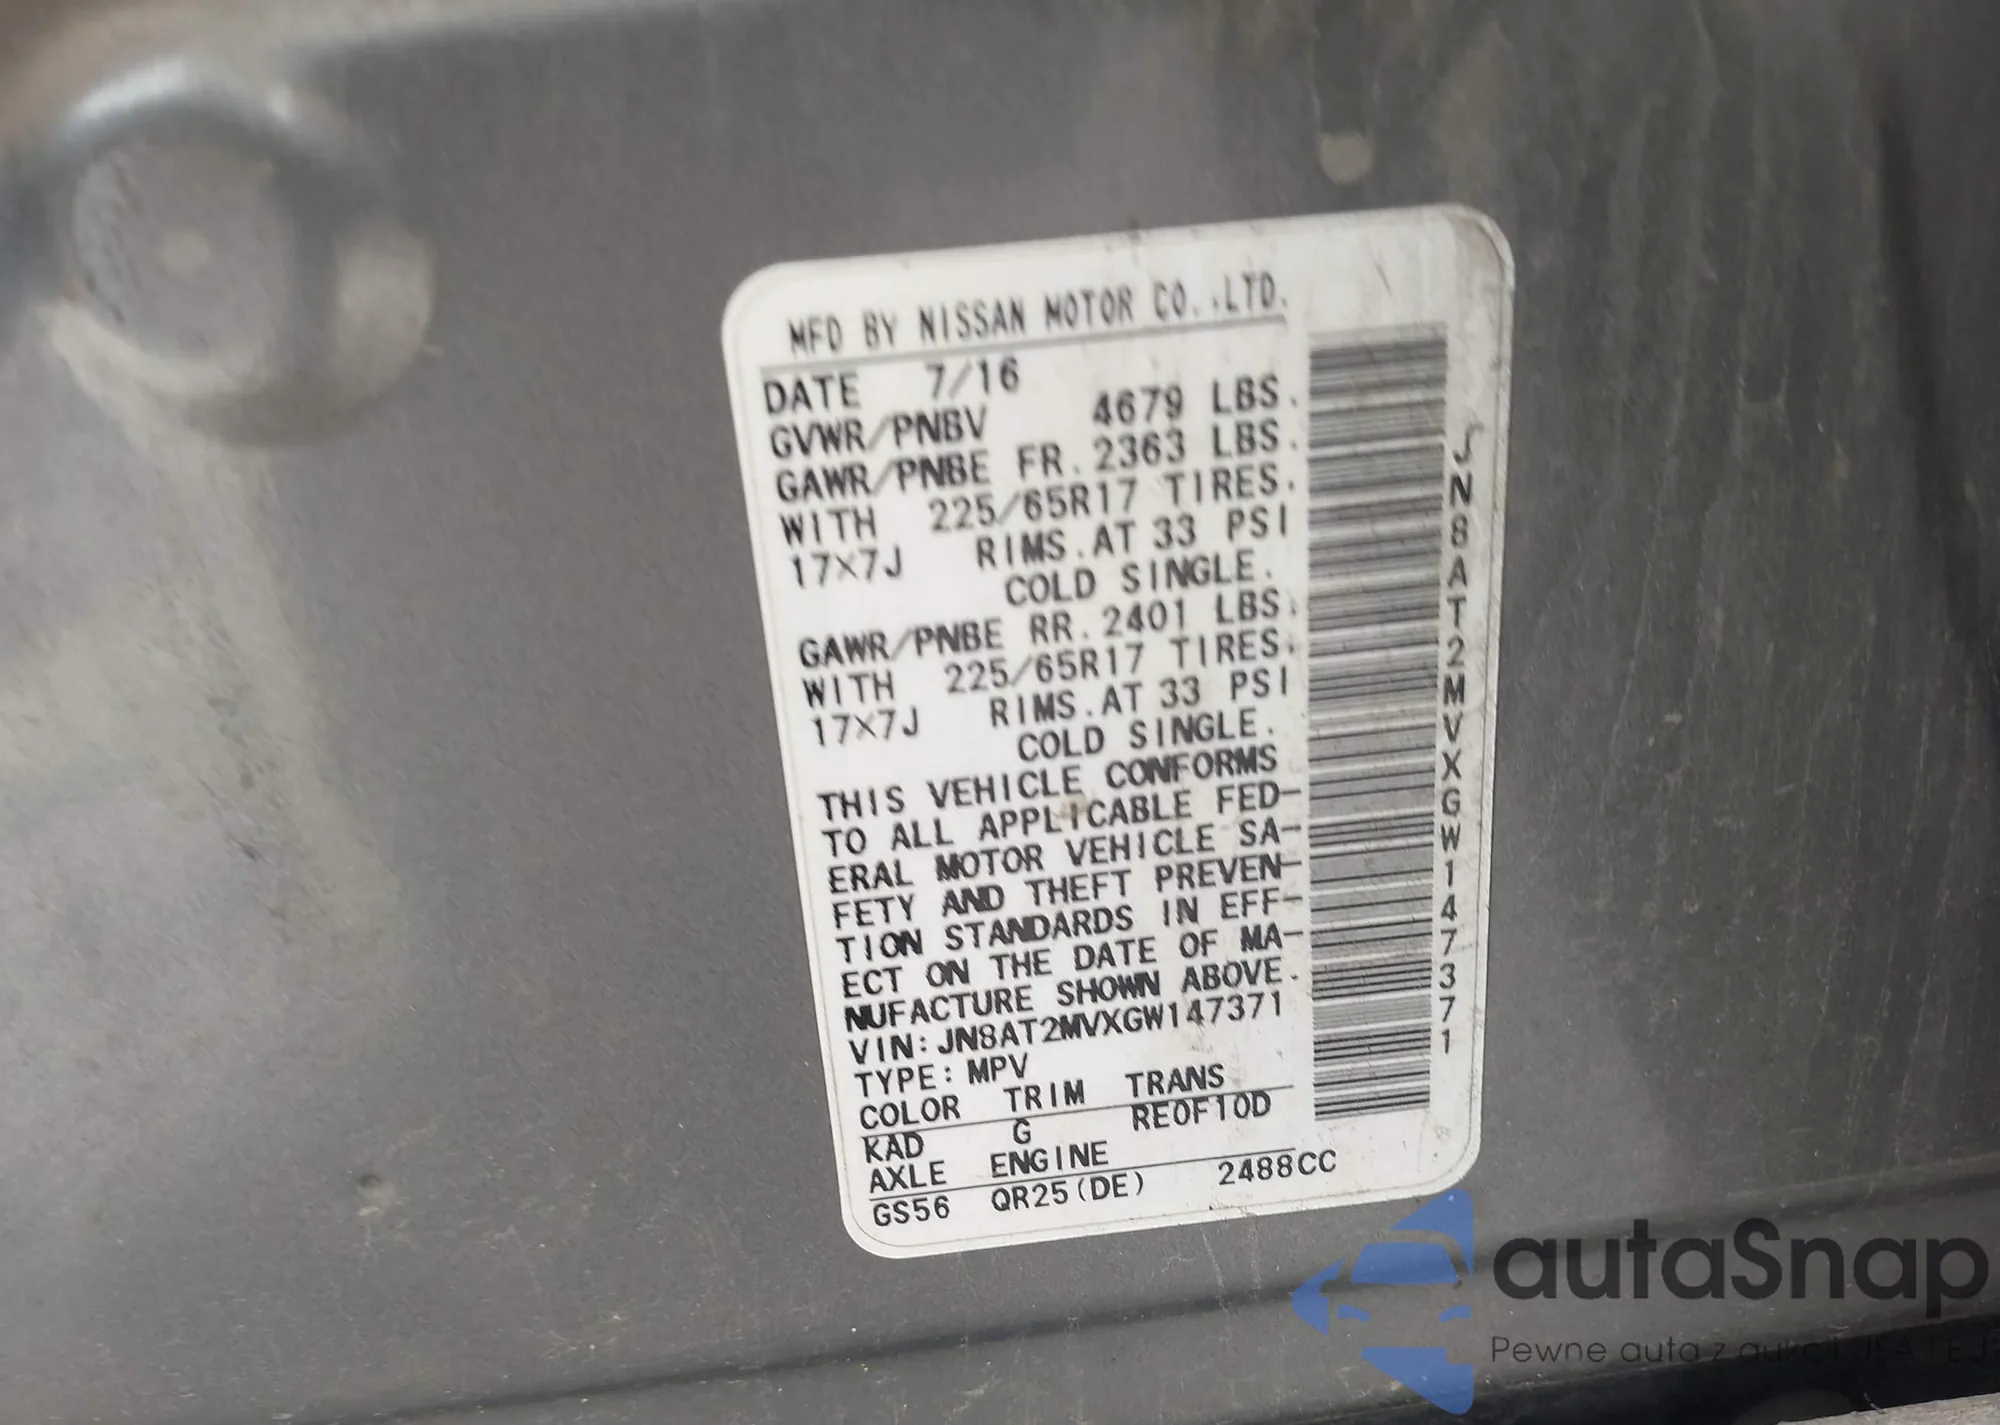 MFD BY NISSAN MOTOR CO.,LTD.
DATE 7/16
GVWR/PNBV 4679 LBS.
GAWR/PNBE FR. 2363 LBS.
WITH 225/65R17 TIRES.
17×7J RIMS.AT 33 PSI
COLD SINGLE.
GAWR/PNBE RR. 2401 LBS.
WITH 225/65R17 TIRES.
17×7J RIMS.AT 33 PSI
COLD SINGLE.
THIS VEHICLE CONFORMS
TO ALL APPLICABLE FED-
ERAL MOTOR VEHICLE SA-
FETY AND THEFT PREVEN-
TION STANDARDS IN EFF-
ECT ON THE DATE OF MA-
NUFACTURE SHOWN ABOVE.
VIN:JN8AT2MVXGW147371
TYPE:MPV
COLOR TRIM TRANS
KAD G RE0F10D
AXLE ENGINE
GS56 QR25(DE) 2488CC
JN8AT2MVXGW147371
autaSnap
Pewne auta z aukcji